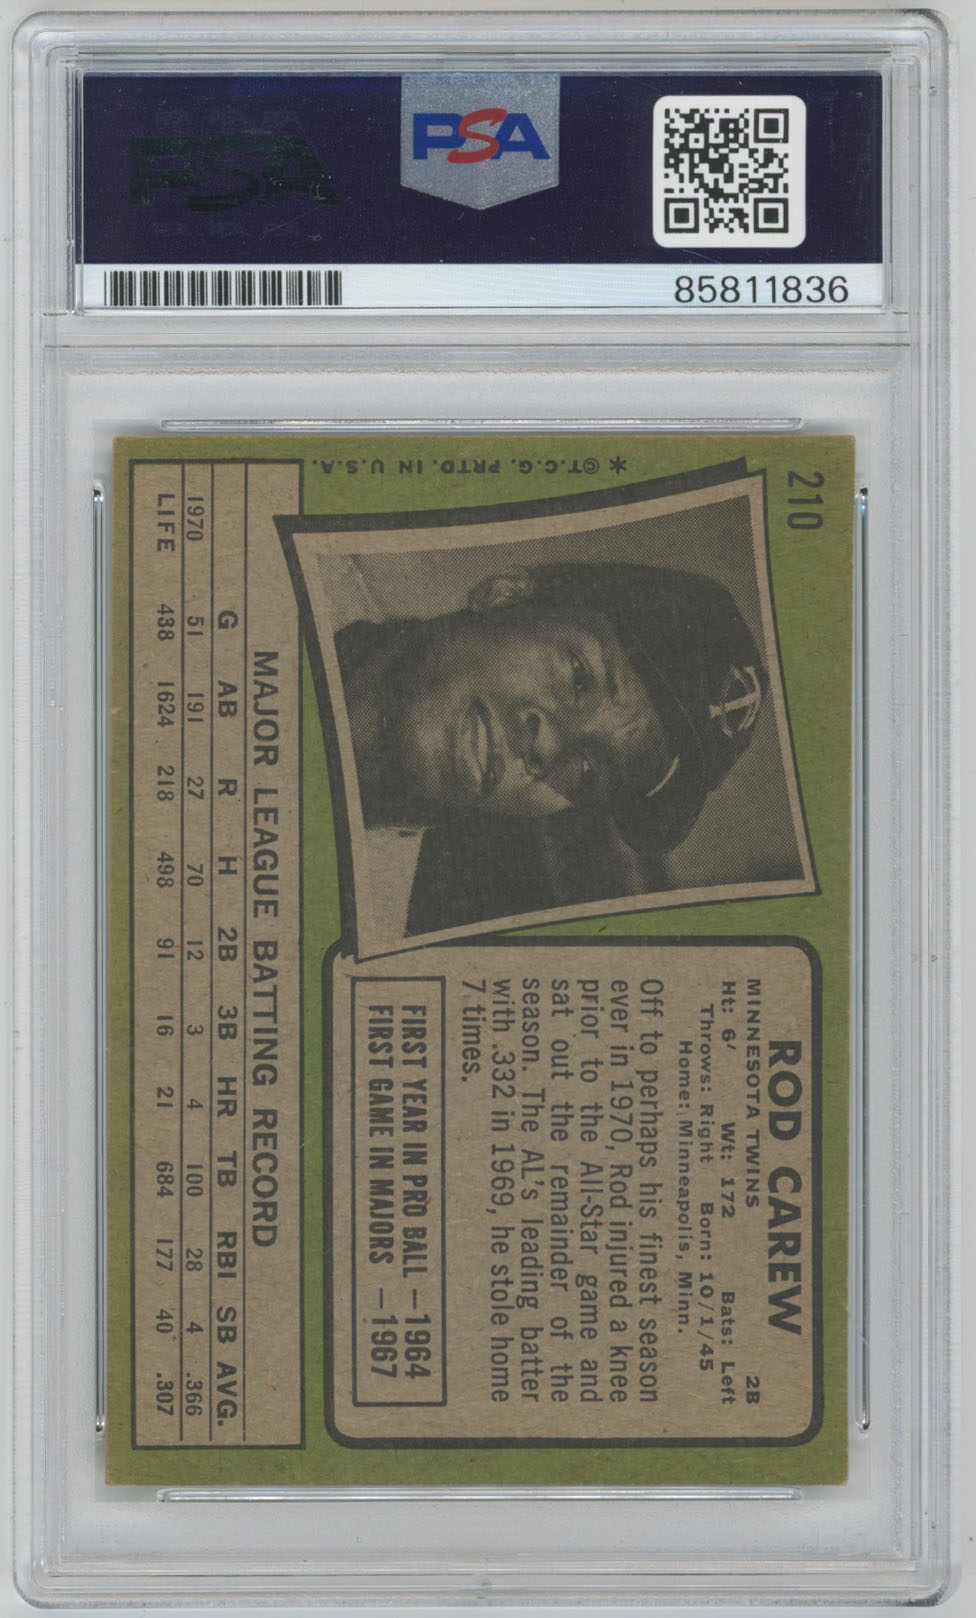 PSA
PSA
85811836
210
*©T.C.G. PRTD. IN U.S.A.
ROD CAREW
MINNESOTA TWINS 2B
Ht: 6' Wt: 172 Bats: Left
Throws: Right Born: 10/1/45
Home: Minneapolis, Minn.
Off to perhaps his finest season
ever in 1970, Rod injured a knee
prior to the All-Star game and
sat out the remainder of the
season. The AL's leading batter
with .332 in 1969, he stole home
7 times.
FIRST YEAR IN PRO BALL —1964
FIRST GAME IN MAJORS —1967
MAJOR LEAGUE BATTING RECORD
G AB R H 2B 3B HR TB RBI SB AVG.
1970 51 191 27 70 12 3 4 100 28 4 .366
LIFE 438 1624 218 498 91 16 21 684 177 40 .307